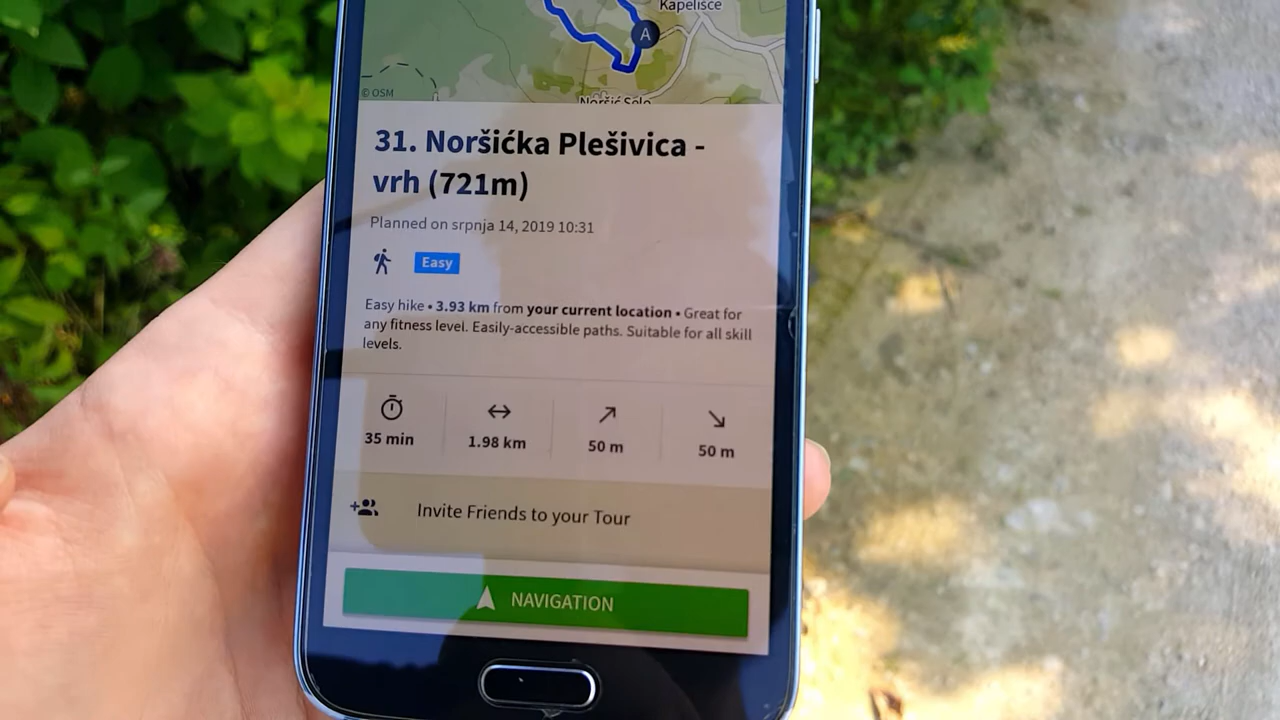 Kapelišće
A
© OSM
Noršić Selo
31. Noršićka Plešivica -
vrh (721m)
Planned on srpnja 14, 2019 10:31
Easy
Easy hike • 3.93 km from your current location • Great for
any fitness level. Easily-accessible paths. Suitable for all skill
levels.
35 min
1.98 km
50 m
50 m
Invite Friends to your Tour
NAVIGATION